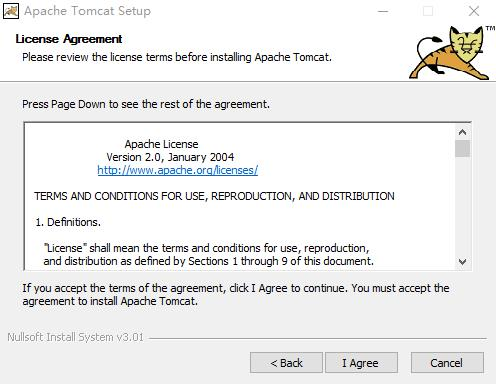 Apache Tomcat Setup
License Agreement
Please review the license terms before installing Apache Tomcat.
TM
Press Page Down to see the rest of the agreement.
Apache License
Version 2.0, January 2004
http://www.apache.org/licenses/
TERMS AND CONDITIONS FOR USE, REPRODUCTION, AND DISTRIBUTION
1. Definitions.
"License" shall mean the terms and conditions for use, reproduction,
and distribution as defined by Sections 1 through 9 of this document.
If you accept the terms of the agreement, click I Agree to continue. You must accept the
agreement to install Apache Tomcat.
Nullsoft Install System v3.01
< Back I Agree Cancel